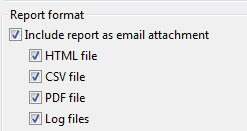 Report format
Include report as email attachment
HTML file
CSV file
PDF file
Log files